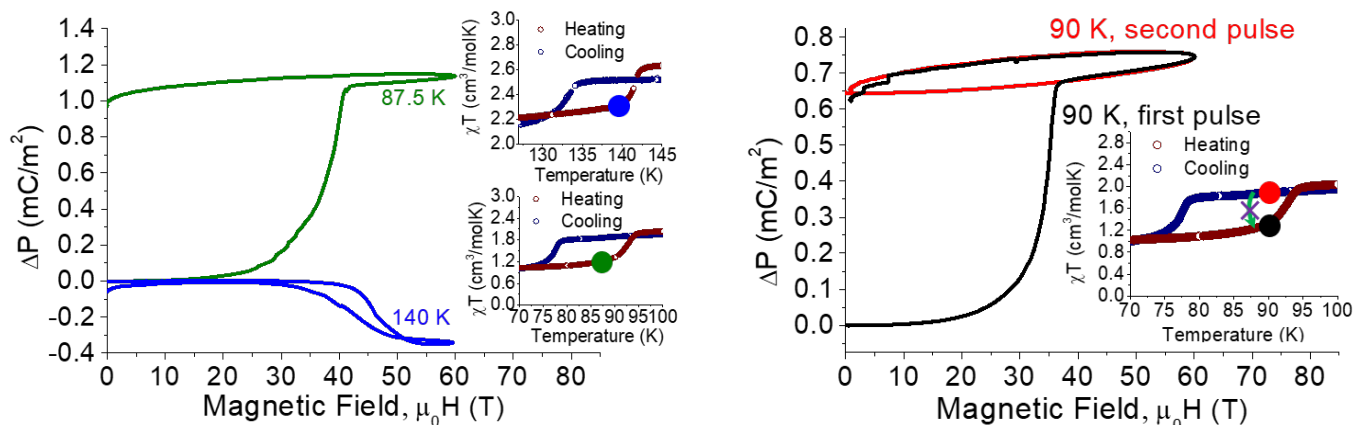 1.4
1.2
1.0
0.8
0.6
0.4
0.2
0.0
-0.2
-0.4
ΔP (mC/m²)
87.5 K
140 K
0 10 20 30 40 50 60 70 80
Magnetic Field, μ₀H (T)
3.0
2.8
2.6
2.4
2.2
2.0
χT (cm³/molK)
Heating
Cooling
130 135 140 145
Temperature (K)
3.0
2.7
2.4
2.1
1.8
1.5
1.2
0.9
0.6
0.3
0.0
χT (cm³/molK)
Heating
Cooling
70 75 80 85 90 95 100
Temperature (K)
0.8
0.7
0.6
0.5
0.4
0.3
0.2
0.1
0.0
ΔP (mC/m²)
90 K, second pulse
90 K, first pulse
0 10 20 30 40 50 60 70 80
Magnetic Field, μ₀H (T)
2.8
2.4
2.0
1.6
1.2
0.8
0.4
0.0
χT (cm³/molK)
Heating
Cooling
70 75 80 85 90 95 100
Temperature (K)